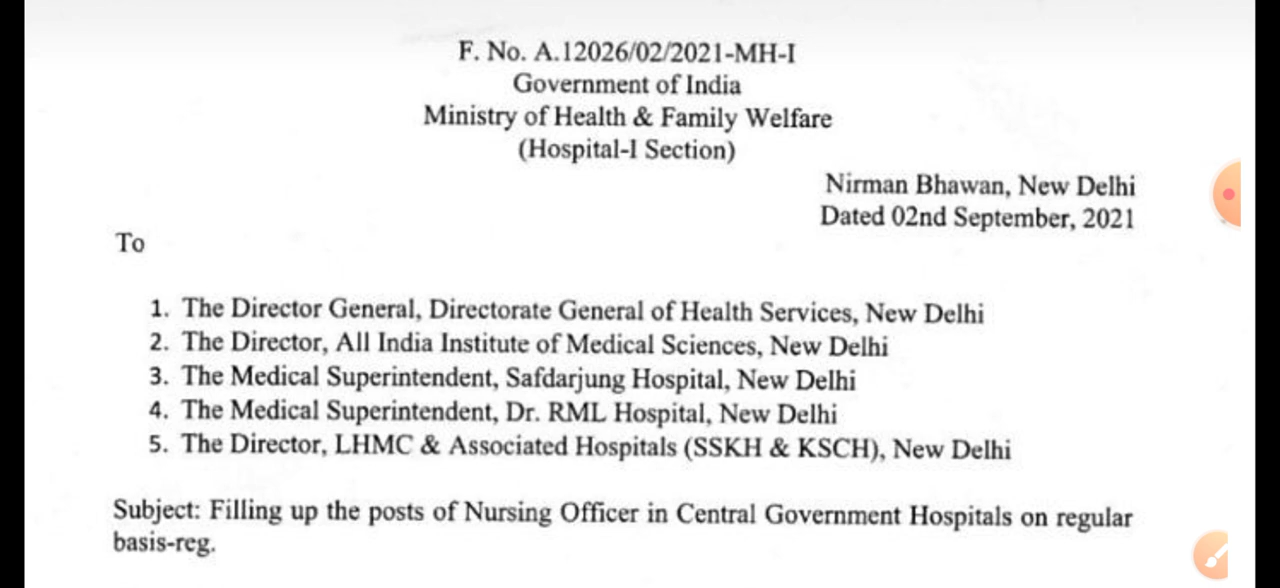 F. No. A.12026/02/2021-MH-I
Government of India
Ministry of Health & Family Welfare
(Hospital-I Section)
Nirman Bhawan, New Delhi
Dated 02nd September, 2021
To
1. The Director General, Directorate General of Health Services, New Delhi
2. The Director, All India Institute of Medical Sciences, New Delhi
3. The Medical Superintendent, Safdarjung Hospital, New Delhi
4. The Medical Superintendent, Dr. RML Hospital, New Delhi
5. The Director, LHMC & Associated Hospitals (SSKH & KSCH), New Delhi
Subject: Filling up the posts of Nursing Officer in Central Government Hospitals on regular
basis-reg.